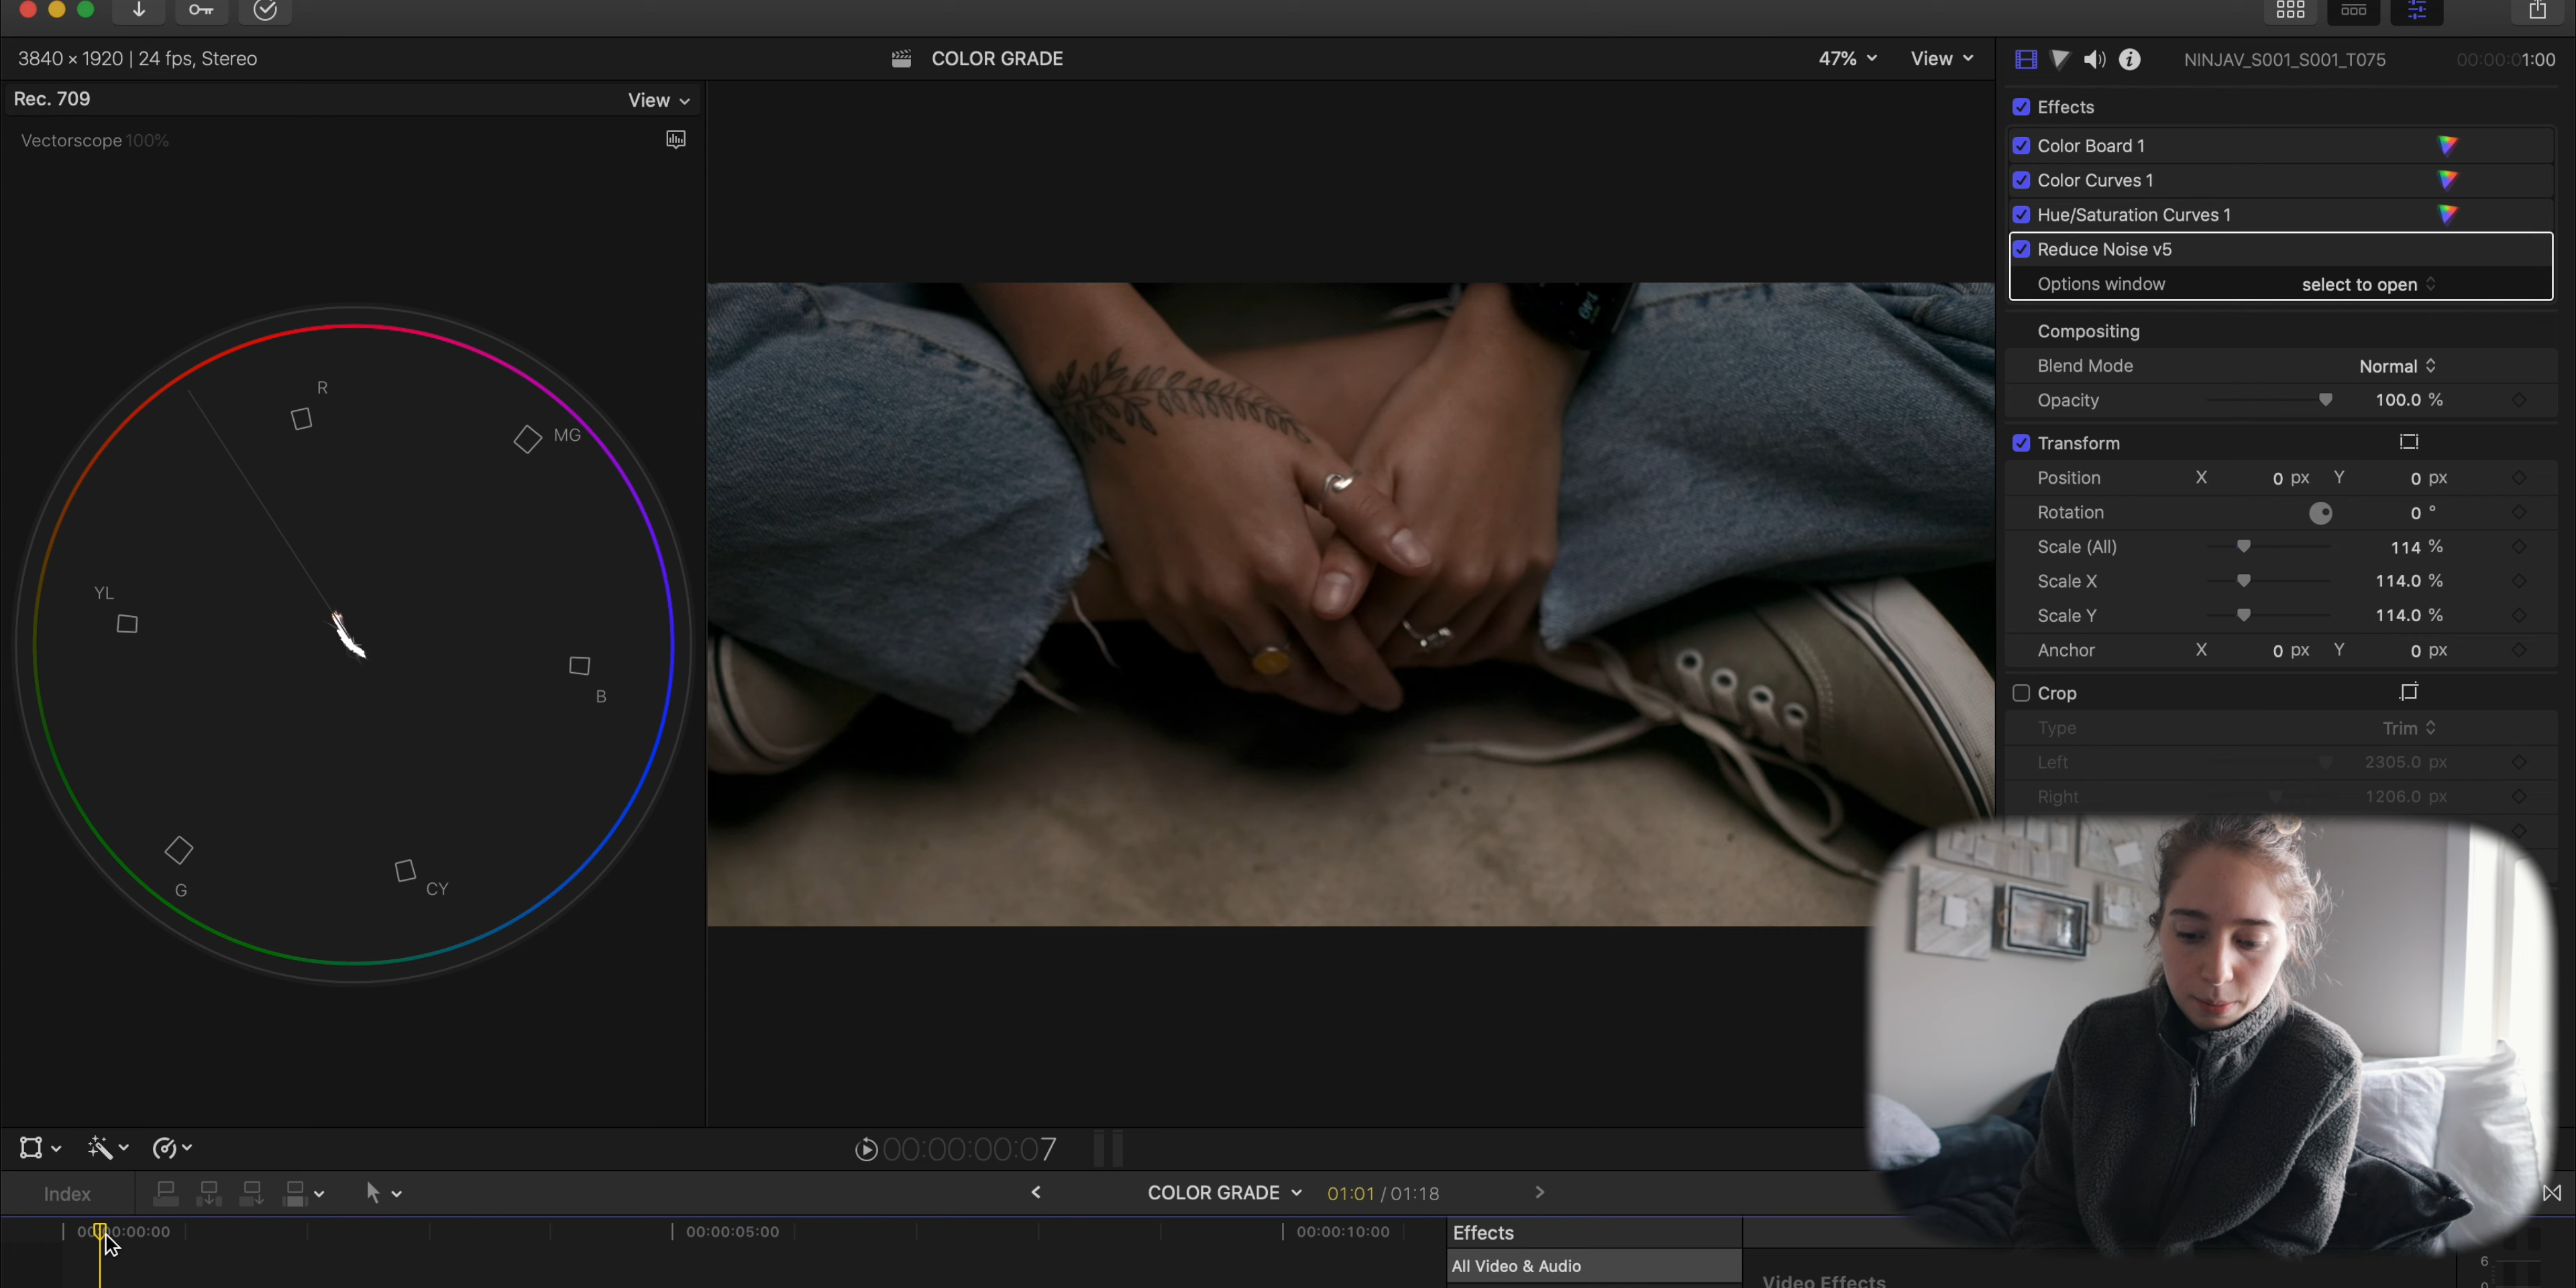 3840 × 1920 | 24 fps, Stereo
COLOR GRADE
47%
View
NINJAV_S001_S001_T075
00:00:01:00
Rec. 709
View
Vectorscope 100%
R
MG
YL
B
G
CY
Effects
Color Board 1
Color Curves 1
Hue/Saturation Curves 1
Reduce Noise v5
Options window select to open
Compositing
Blend Mode Normal
Opacity 100.0 %
Transform
Position X 0 px Y 0 px
Rotation 0 °
Scale (All) 114 %
Scale X 114.0 %
Scale Y 114.0 %
Anchor X 0 px Y 0 px
Crop
Type Trim
Left 2305.0 px
Right 1206.0 px
00:00:00:07
Index
COLOR GRADE
01:01 / 01:18
00:00:00:00
00:00:05:00
00:00:10:00
Effects
All Video & Audio
Video Effects
6